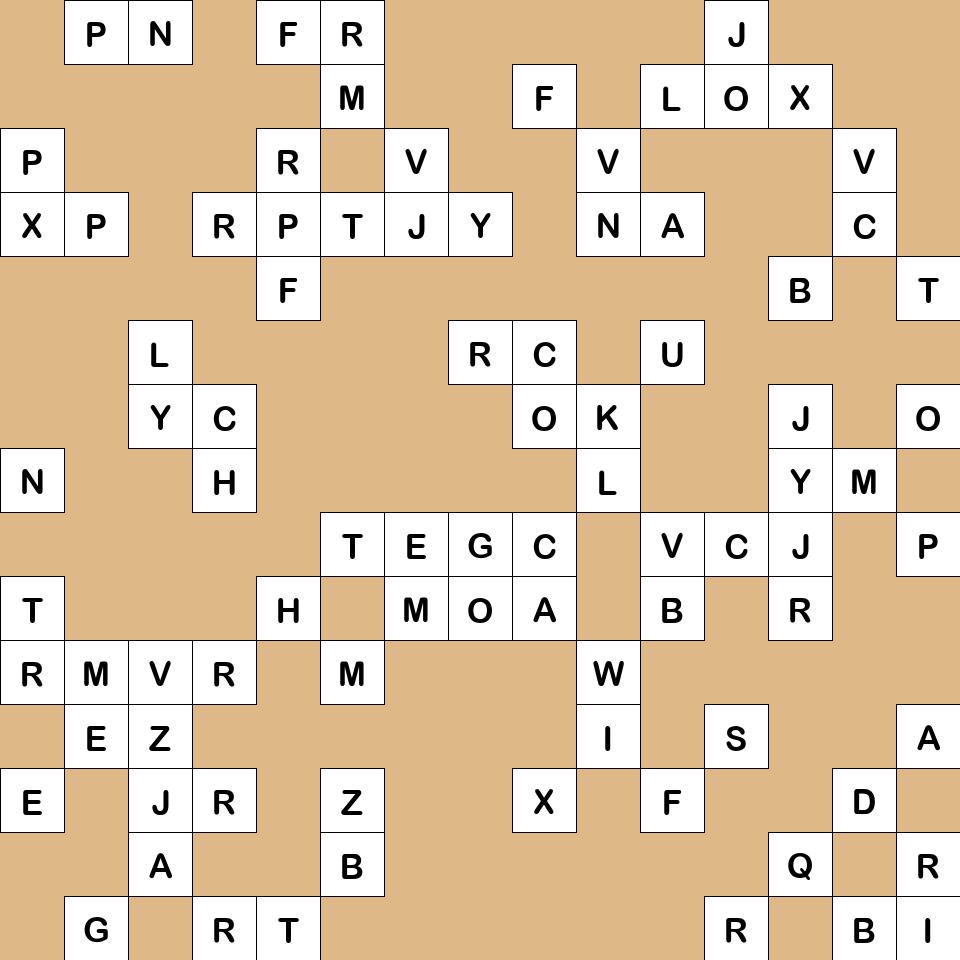 P N F R J
M F L O X
P R V V V
X P R P T J Y N A C
F B T
L R C U
Y C O K J O
N H L Y M
T E G C V C J P
T H M O A B R
R M V R M W
E Z I S A
E J R Z X F D
A B Q R
G R T R B I